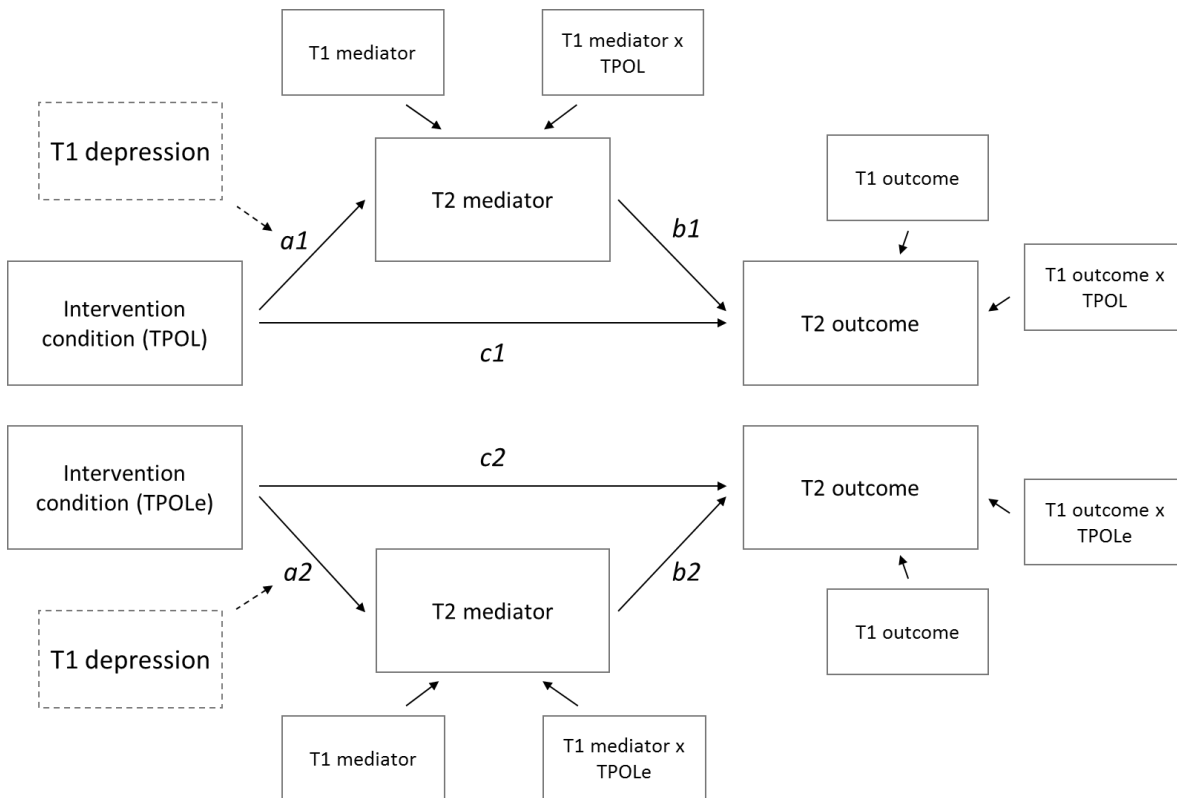 T1 mediator
T1 mediator x
TPOL
T1 depression
T2 mediator
T1 outcome
a1
b1
Intervention
condition (TPOL)
T2 outcome
T1 outcome x
TPOL
c1
Intervention
condition (TPOLe)
c2
T2 outcome
T1 outcome x
TPOLe
a2
b2
T2 mediator
T1 depression
T1 outcome
T1 mediator
T1 mediator x
TPOLe